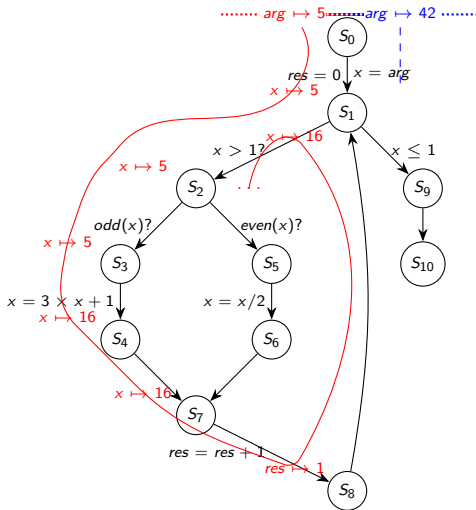 arg ↦ 5
arg ↦ 42
S0
res = 0
x = arg
x ↦ 5
S1
x ↦ 16
x > 1?
x ≤ 1
x ↦ 5
S2
...
S9
odd(x)?
even(x)?
x ↦ 5
S3
S5
S10
x = 3 × x + 1
x = x/2
x ↦ 16
S4
S6
x ↦ 16
S7
res = res + 1
res ↦ 1
S8